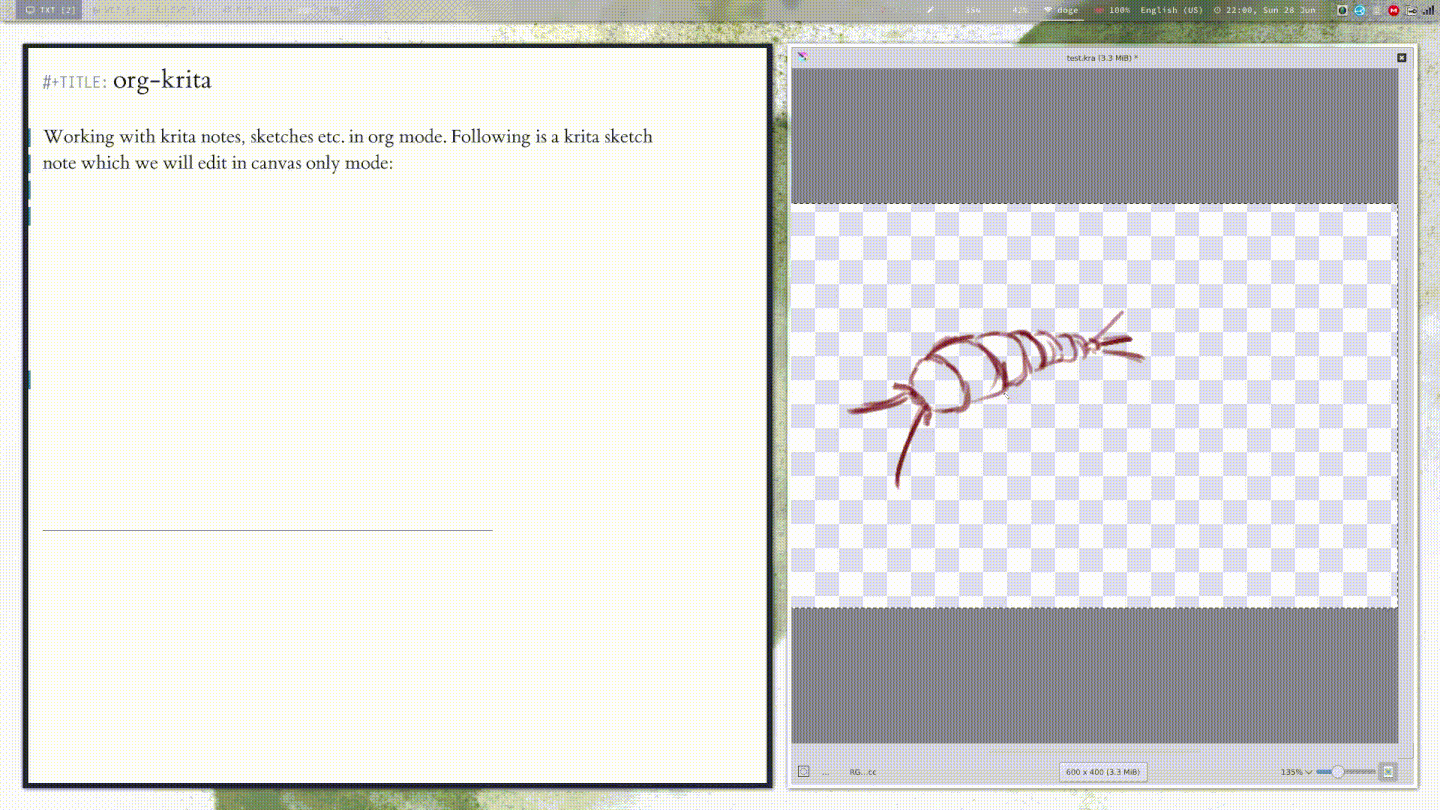 TXT [2]
42% doge 100% English (US) 22:00, Sun 28 Jun
#+TITLE: org-krita
test.kra (3.3 MiB) *
Working with krita notes, sketches etc. in org mode. Following is a krita sketch
note which we will edit in canvas only mode:
... RG...cc 600 x 400 (3.3 MiB) 135%